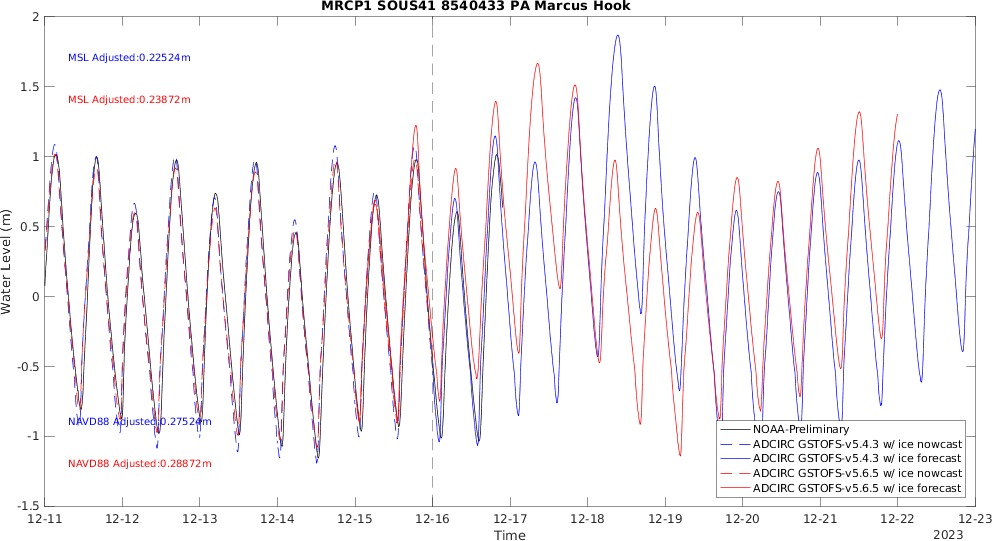 MRCP1 SOUS41 8540433 PA Marcus Hook
2
1.5
1
0.5
0
-0.5
-1
-1.5
Water Level (m)
MSL Adjusted:0.22524m
MSL Adjusted:0.23872m
NAVD88 Adjusted:0.27524m
NAVD88 Adjusted:0.28872m
NOAA-Preliminary
ADCIRC GSTOFS-v5.4.3 w/ ice nowcast
ADCIRC GSTOFS-v5.4.3 w/ ice forecast
ADCIRC GSTOFS-v5.6.5 w/ ice nowcast
ADCIRC GSTOFS-v5.6.5 w/ ice forecast
12-11 12-12 12-13 12-14 12-15 12-16 12-17 12-18 12-19 12-20 12-21 12-22 12-23
Time
2023